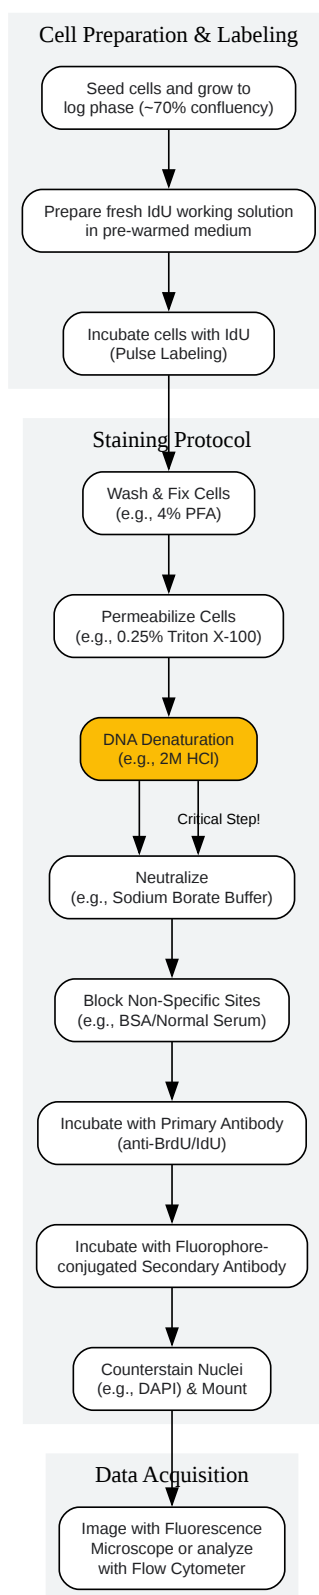 Cell Preparation & Labeling
Seed cells and grow to
log phase (~70% confluency)
Prepare fresh IdU working solution
in pre-warmed medium
Incubate cells with IdU
(Pulse Labeling)
Staining Protocol
Wash & Fix Cells
(e.g., 4% PFA)
Permeabilize Cells
(e.g., 0.25% Triton X-100)
DNA Denaturation
(e.g., 2M HCl)
Critical Step!
Neutralize
(e.g., Sodium Borate Buffer)
Block Non-Specific Sites
(e.g., BSA/Normal Serum)
Incubate with Primary Antibody
(anti-BrdU/IdU)
Incubate with Fluorophore-
conjugated Secondary Antibody
Counterstain Nuclei
(e.g., DAPI) & Mount
Data Acquisition
Image with Fluorescence
Microscope or analyze
with Flow Cytometer